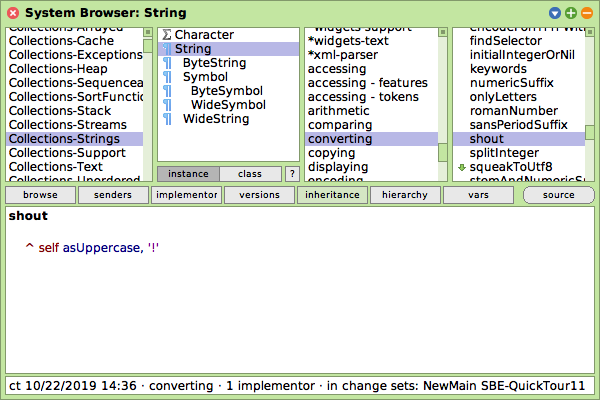 System Browser: String
Collections-Arrayed
Collections-Cache
Collections-Exceptions
Collections-Heap
Collections-Sequencea
Collections-SortFunctio
Collections-Stack
Collections-Streams
Collections-Strings
Collections-Support
Collections-Text
Collections-Unordered
Character
String
ByteString
Symbol
ByteSymbol
WideSymbol
WideString
instance
class
?
*widgets-support
*widgets-text
*xml-parser
accessing
accessing - features
accessing - tokens
arithmetic
comparing
converting
copying
displaying
encoding
findSelector
initialIntegerOrNil
keywords
numericSuffix
onlyLetters
romanNumber
sansPeriodSuffix
shout
splitInteger
squeakToUtf8
stemAndNumericSu
browse
senders
implementor
versions
inheritance
hierarchy
vars
source
shout
^ self asUppercase, '!'
ct 10/22/2019 14:36 · converting · 1 implementor · in change sets: NewMain SBE-QuickTour11